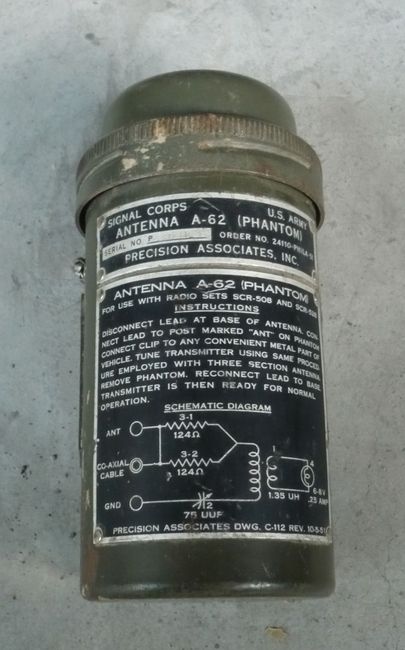 SIGNAL CORPS U.S. ARMY
ANTENNA A-62 (PHANTOM)
SERIAL NO. P ORDER NO. 24110-PHILA-51
PRECISION ASSOCIATES, INC.
ANTENNA A-62 (PHANTOM)
FOR USE WITH RADIO SETS SCR-508 AND
INSTRUCTIONS
DISCONNECT LEAD AT BASE OF ANTENNA. CON-
NECT LEAD TO POST MARKED "ANT" ON PHANTOM
CONNECT CLIP TO ANY CONVENIENT METAL PART OF
VEHICLE. TUNE TRANSMITTER USING SAME PROCED
URE EMPLOYED WITH THREE SECTION ANTENNA
REMOVE PHANTOM. RECONNECT LEAD TO BASE
TRANSMITTER IS THEN READY FOR NORMAL
OPERATION.
SCHEMATIC DIAGRAM
3-1
ANT
124Ω
3-2
CO-AXIAL
CABLE
124Ω
1
4
1.35 UH
6-8 V
.25 AMP
GND
2
75 UUF
PRECISION ASSOCIATES DWG. C-112 REV. 10-5-51